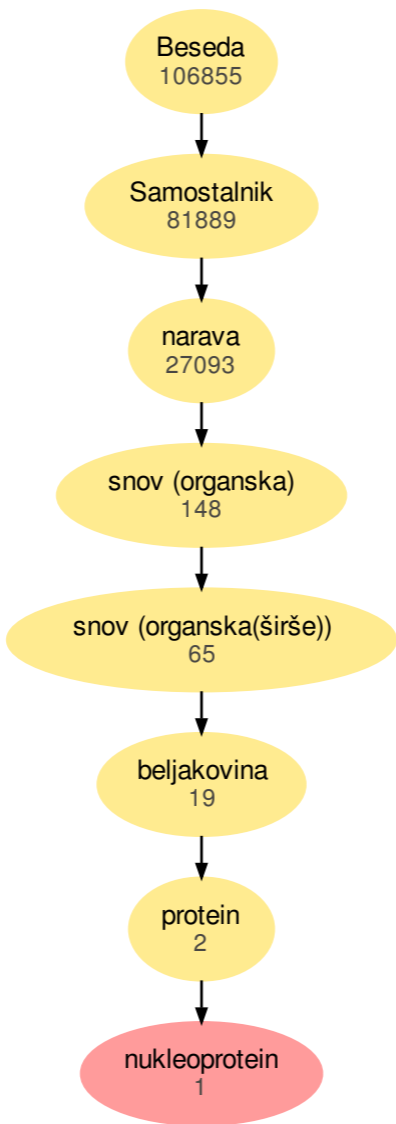 Beseda
106855
Samostalnik
81889
narava
27093
snov (organska)
148
snov (organska(širše))
65
beljakovina
19
protein
2
nukleoprotein
1